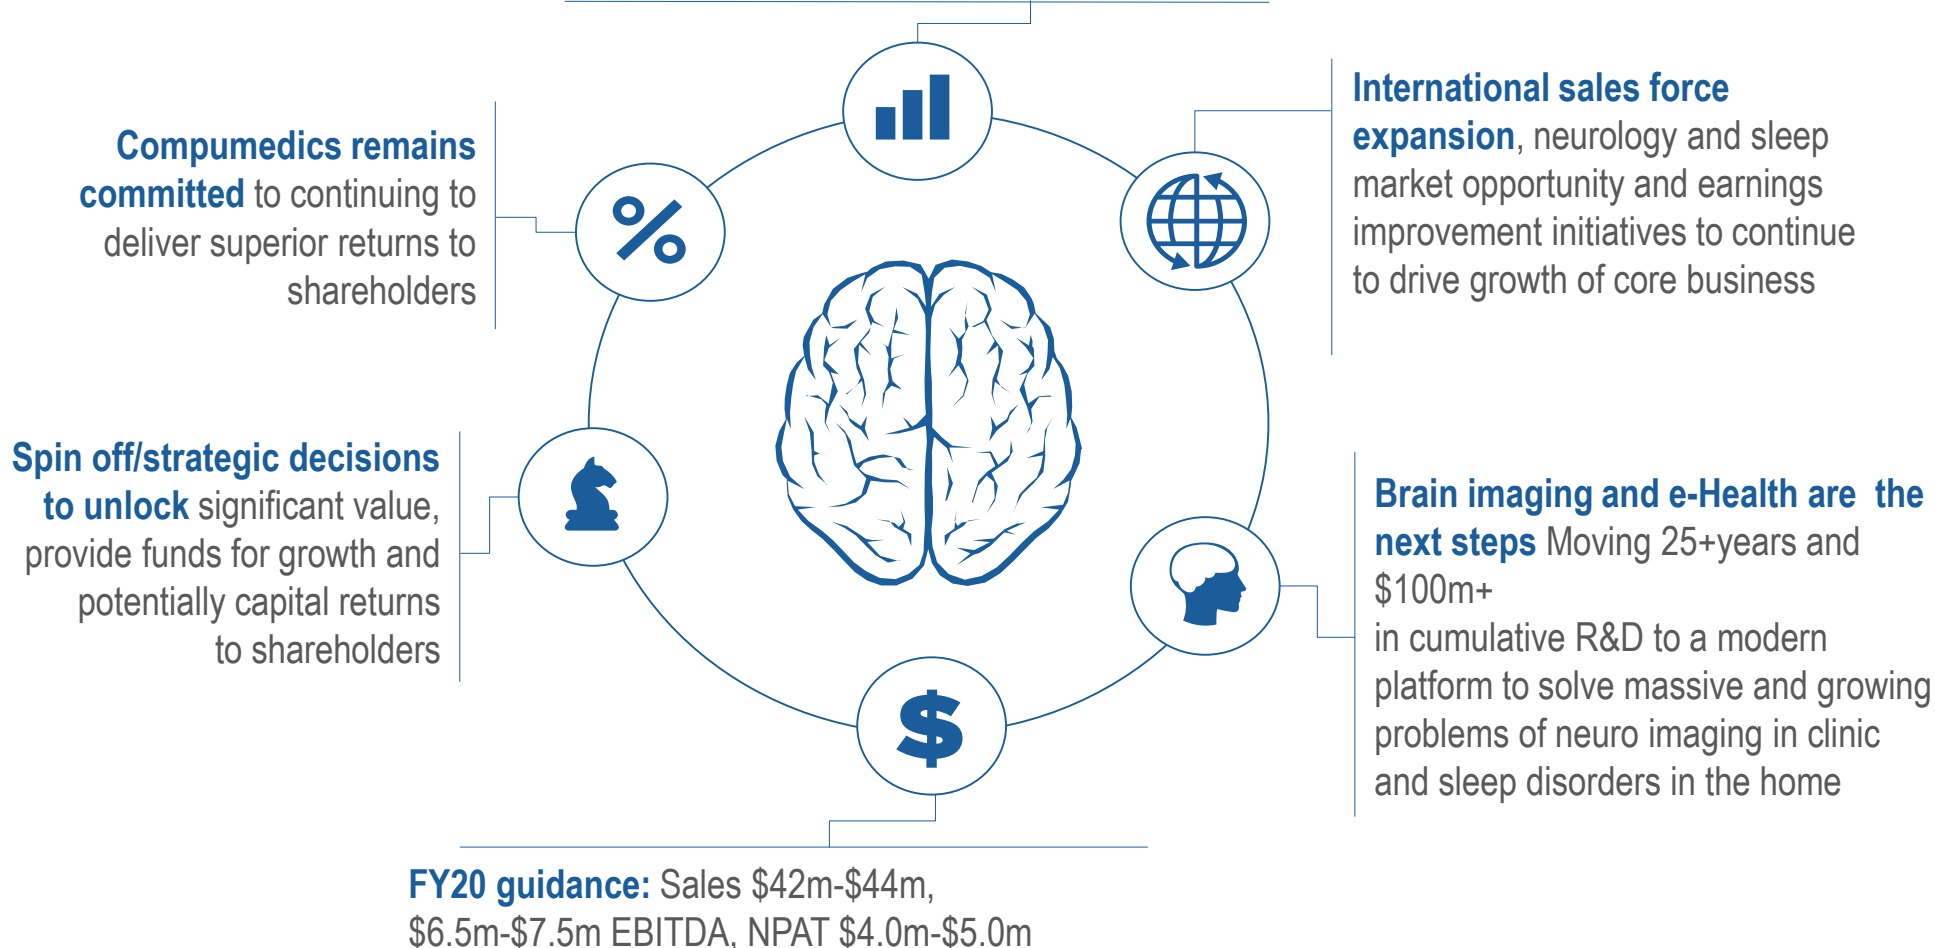 Compumedics remains
committed to continuing to
deliver superior returns to
shareholders
International sales force
expansion, neurology and sleep
market opportunity and earnings
improvement initiatives to continue
to drive growth of core business
Spin off/strategic decisions
to unlock significant value,
provide funds for growth and
potentially capital returns
to shareholders
Brain imaging and e-Health are the
next steps Moving 25+years and
$100m+
in cumulative R&D to a modern
platform to solve massive and growing
problems of neuro imaging in clinic
and sleep disorders in the home
FY20 guidance: Sales $42m-$44m,
$6.5m-$7.5m EBITDA, NPAT $4.0m-$5.0m